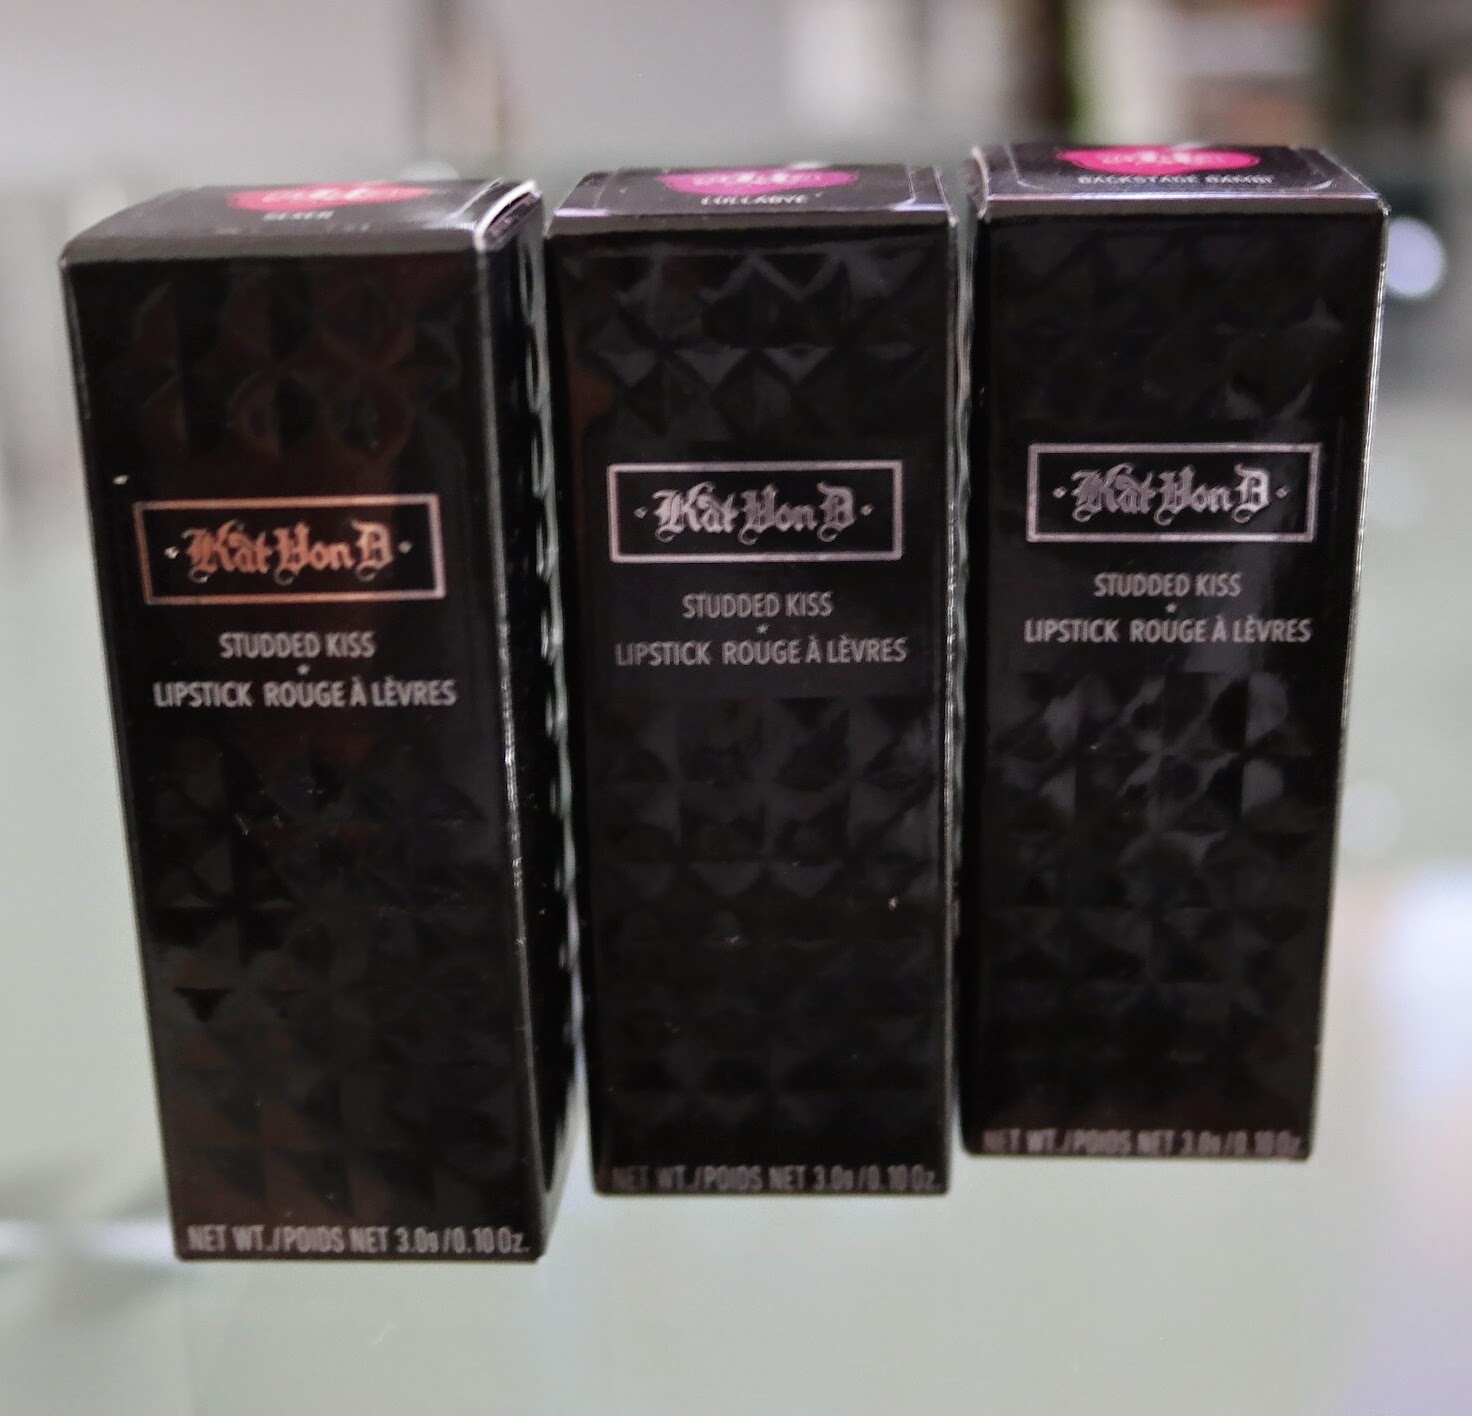 LULLABYE
BACKSTAGE BAMBI
·Kat Von D·
STUDDED KISS
LIPSTICK ROUGE À LÈVRES
NET WT./POIDS NET 3.0g/0.10 Oz.
·Kat Von D·
STUDDED KISS
LIPSTICK ROUGE À LÈVRES
NET WT./POIDS NET 3.0g/0.10 Oz.
·Kat Von D·
STUDDED KISS
LIPSTICK ROUGE À LÈVRES
NET WT./POIDS NET 3.0g/0.10 Oz.